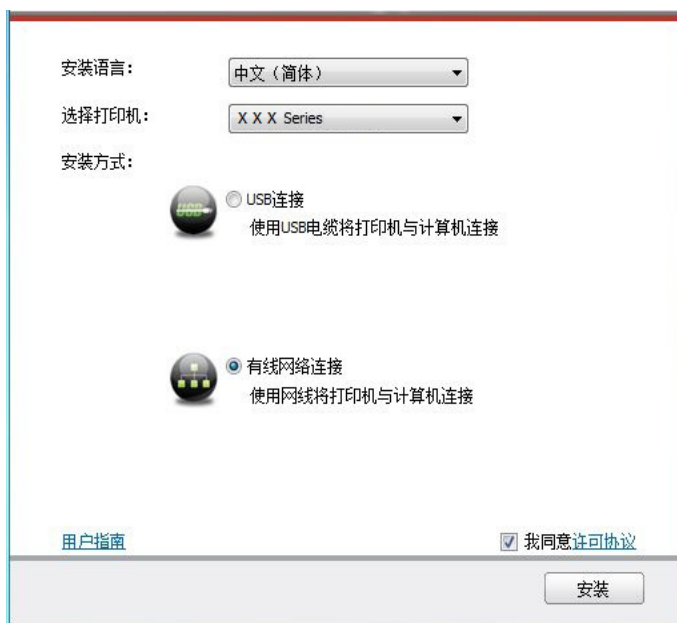 安装语言： 中文（简体）
选择打印机： X X X Series
安装方式：
USB
USB连接
使用USB电缆将打印机与计算机连接
有线网络连接
使用网线将打印机与计算机连接
用户指南 我同意许可协议
安装